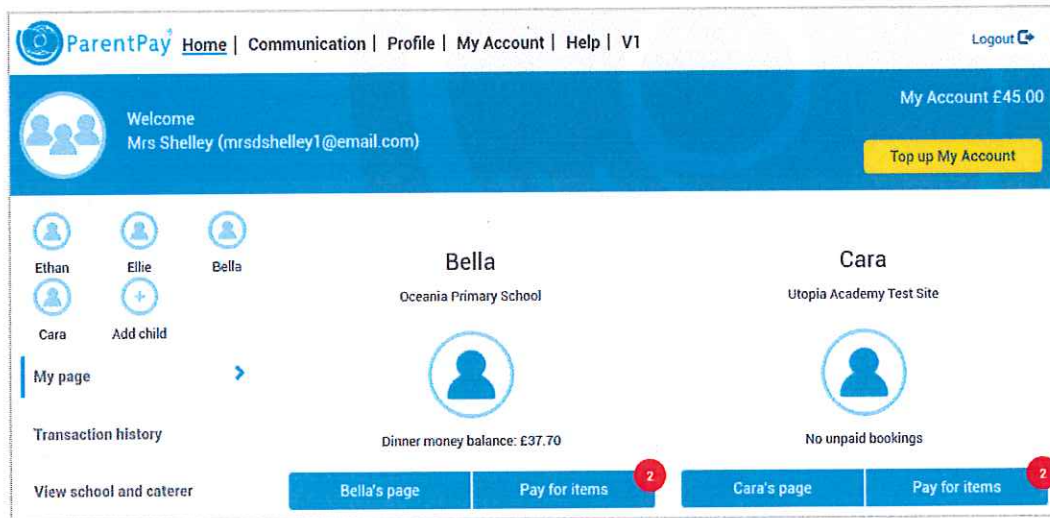 ParentPay Home | Communication | Profile | My Account | Help | V1 Logout
My Account £45.00
Welcome
Mrs Shelley (mrsdshelley1@email.com)
Top up My Account
Ethan Ellie Bella
Cara Add child
My page
Transaction history
View school and caterer
Bella
Oceania Primary School
Dinner money balance: £37.70
Bella's page Pay for items 2
Cara
Utopia Academy Test Site
No unpaid bookings
Cara's page Pay for items 2